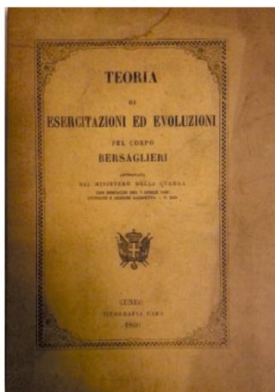 TEORIA
DI
ESERCITAZIONI ED EVOLUZIONI
PEL CORPO
BERSAGLIERI
APPROVATA
DAL MINISTERO DELLA GUERRA
CUNEO
TIPOGRAFIA